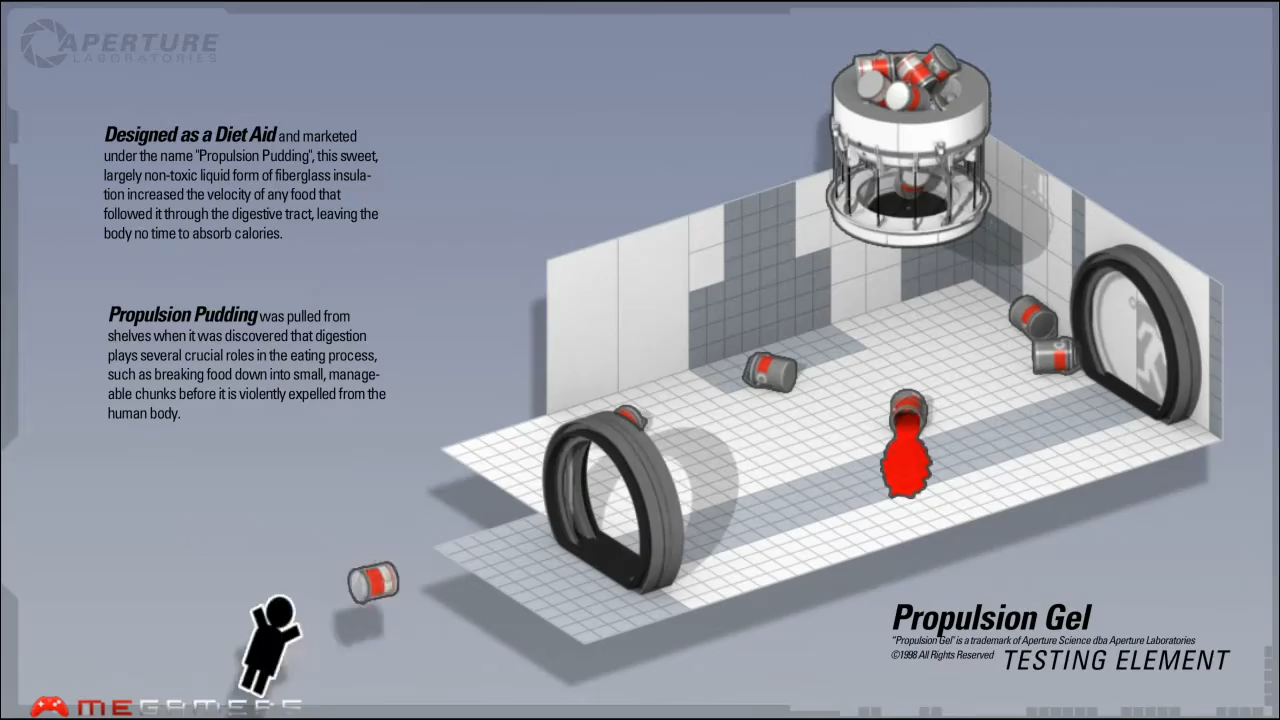 APERTURE
LABORATORIES
Designed as a Diet Aid and marketed
under the name "Propulsion Pudding", this sweet,
largely non-toxic liquid form of fiberglass insula-
tion increased the velocity of any food that
followed it through the digestive tract, leaving the
body no time to absorb calories.
Propulsion Pudding was pulled from
shelves when it was discovered that digestion
plays several crucial roles in the eating process,
such as breaking food down into small, manage-
able chunks before it is violently expelled from the
human body.
Propulsion Gel
"Propulsion Gel" is a trademark of Aperture Science dba Aperture Laboratories
©1998 All Rights Reserved TESTING ELEMENT
MEGAMERS